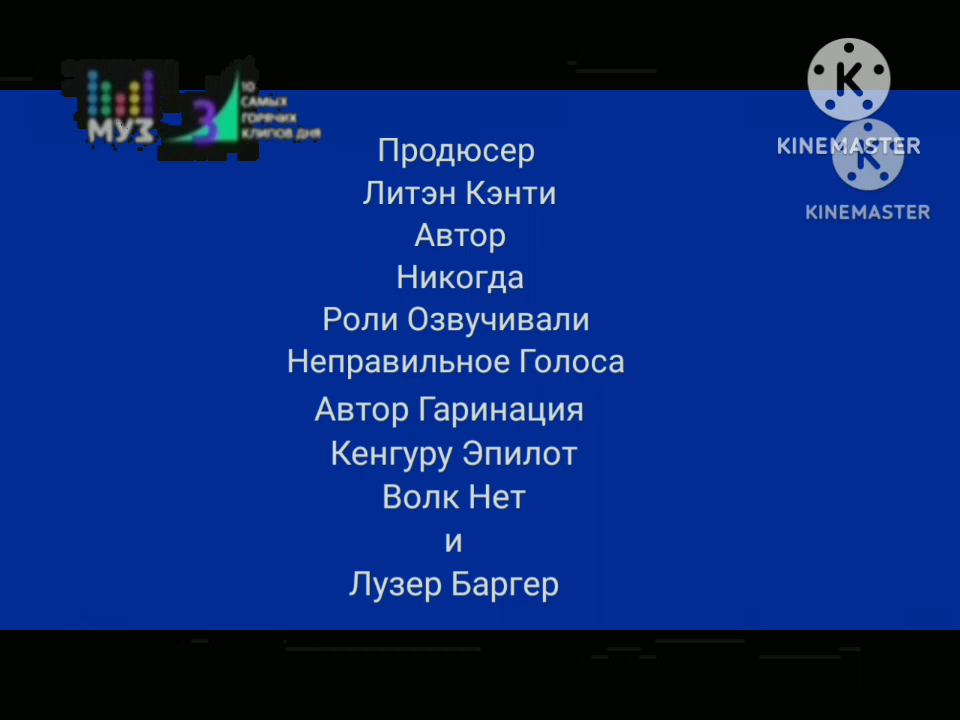 МУЗ
3
10
САМЫХ
ГОРЯЧИХ
КЛИПОВ ДНЯ
KINEMASTER
KINEMASTER
Продюсер
Литэн Кэнти
Автор
Никогда
Роли Озвучивали
Неправильное Голоса
Автор Гаринация
Кенгуру Эпилот
Волк Нет
и
Лузер Баргер